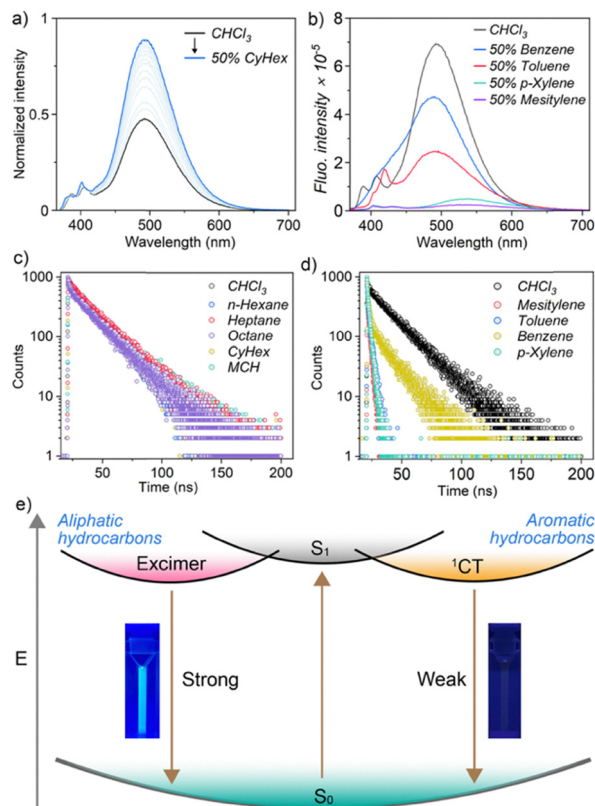 a)
Normalized intensity
1
0.5
0
400 500 600 700
Wavelength (nm)
CHCl₃
50% CyHex
b)
Fluo. intensity × 10⁻⁵
8
6
4
2
0
400 500 600 700
Wavelength (nm)
CHCl₃
50% Benzene
50% Toluene
50% p-Xylene
50% Mesitylene
c)
Counts
1000
100
10
1
50 100 150 200
Time (ns)
CHCl₃
n-Hexane
Heptane
Octane
CyHex
MCH
d)
Counts
1000
100
10
1
50 100 150 200
Time (ns)
CHCl₃
Mesitylene
Toluene
Benzene
p-Xylene
e)
E
Aliphatic
hydrocarbons
Aromatic
hydrocarbons
Excimer
S₁
¹CT
Strong
Weak
S₀